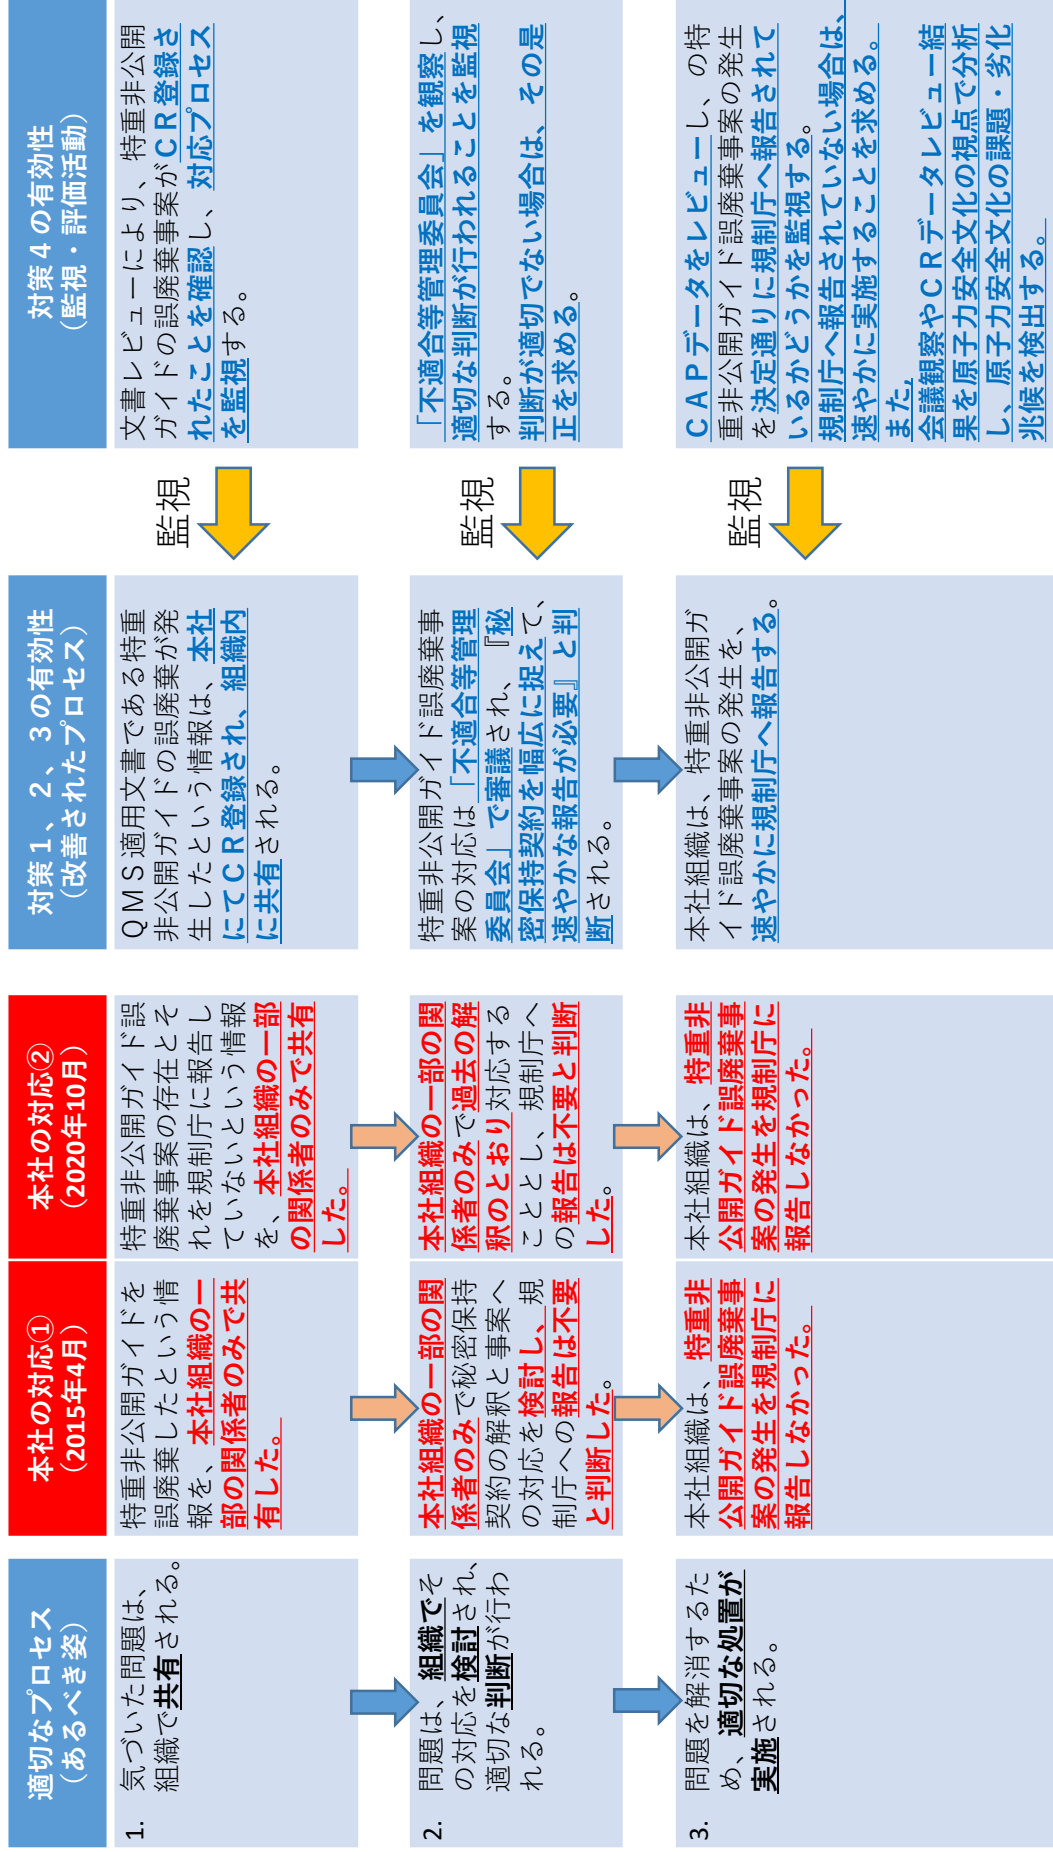 適切なプロセス
（あるべき姿）
1. 気づいた問題は、
組織で共有される。
2. 問題は、組織でそ
の対応を検討され、
適切な判断が行わ
れる。
3. 問題を解消するた
め、適切な処置が
実施される。
本社の対応①
（2015年4月）
特重非公開ガイドを
誤廃棄したという情
報を、本社組織の一
部の関係者のみで共
有した。
本社組織の一部の関
係者のみで秘密保持
契約の解釈と事案へ
の対応を検討し、規
制庁への報告は不要
と判断した。
本社組織は、特重非
公開ガイド誤廃棄事
案の発生を規制庁に
報告しなかった。
本社の対応②
（2020年10月）
特重非公開ガイド誤
廃棄事案の存在とそ
れを規制庁に報告し
ていないという情報
を、本社組織の一部
の関係者のみで共有
した。
本社組織の一部の関
係者のみで過去の解
釈のとおり対応する
こととし、規制庁へ
の報告は不要と判断
した。
本社組織は、特重非
公開ガイド誤廃棄事
案の発生を規制庁に
報告しなかった。
対策１、２、３の有効性
（改善されたプロセス）
ＱＭＳ適用文書である特重
非公開ガイドの誤廃棄が発
生したという情報は、本社
にてＣＲ登録され、組織内
に共有される。
特重非公開ガイド誤廃棄事
案の対応は「不適合等管理
委員会」で審議され、『秘
密保持契約を幅広に捉えて、
速やかな報告が必要』と判
断される。
本社組織は、特重非公開ガ
イド誤廃棄事案の発生を、
速やかに規制庁へ報告する。
監視
監視
監視
対策４の有効性
（監視・評価活動）
文書レビューにより、特重非公開
ガイドの誤廃棄事案がＣＲ登録さ
れたことを確認し、対応プロセス
を監視する。
「不適合等管理委員会」を観察し、
適切な判断が行われることを監視
する。
判断が適切でない場合は、その是
正を求める。
ＣＡＰデータをレビューし、の特
重非公開ガイド誤廃棄事案の発生
を決定通りに規制庁へ報告されて
いるかどうかを監視する。
規制庁へ報告されていない場合は、
速やかに実施することを求める。
また、
会議観察やＣＲデータレビュー結
果を原子力安全文化の視点で分析
し、原子力安全文化の課題・劣化
兆候を検出する。